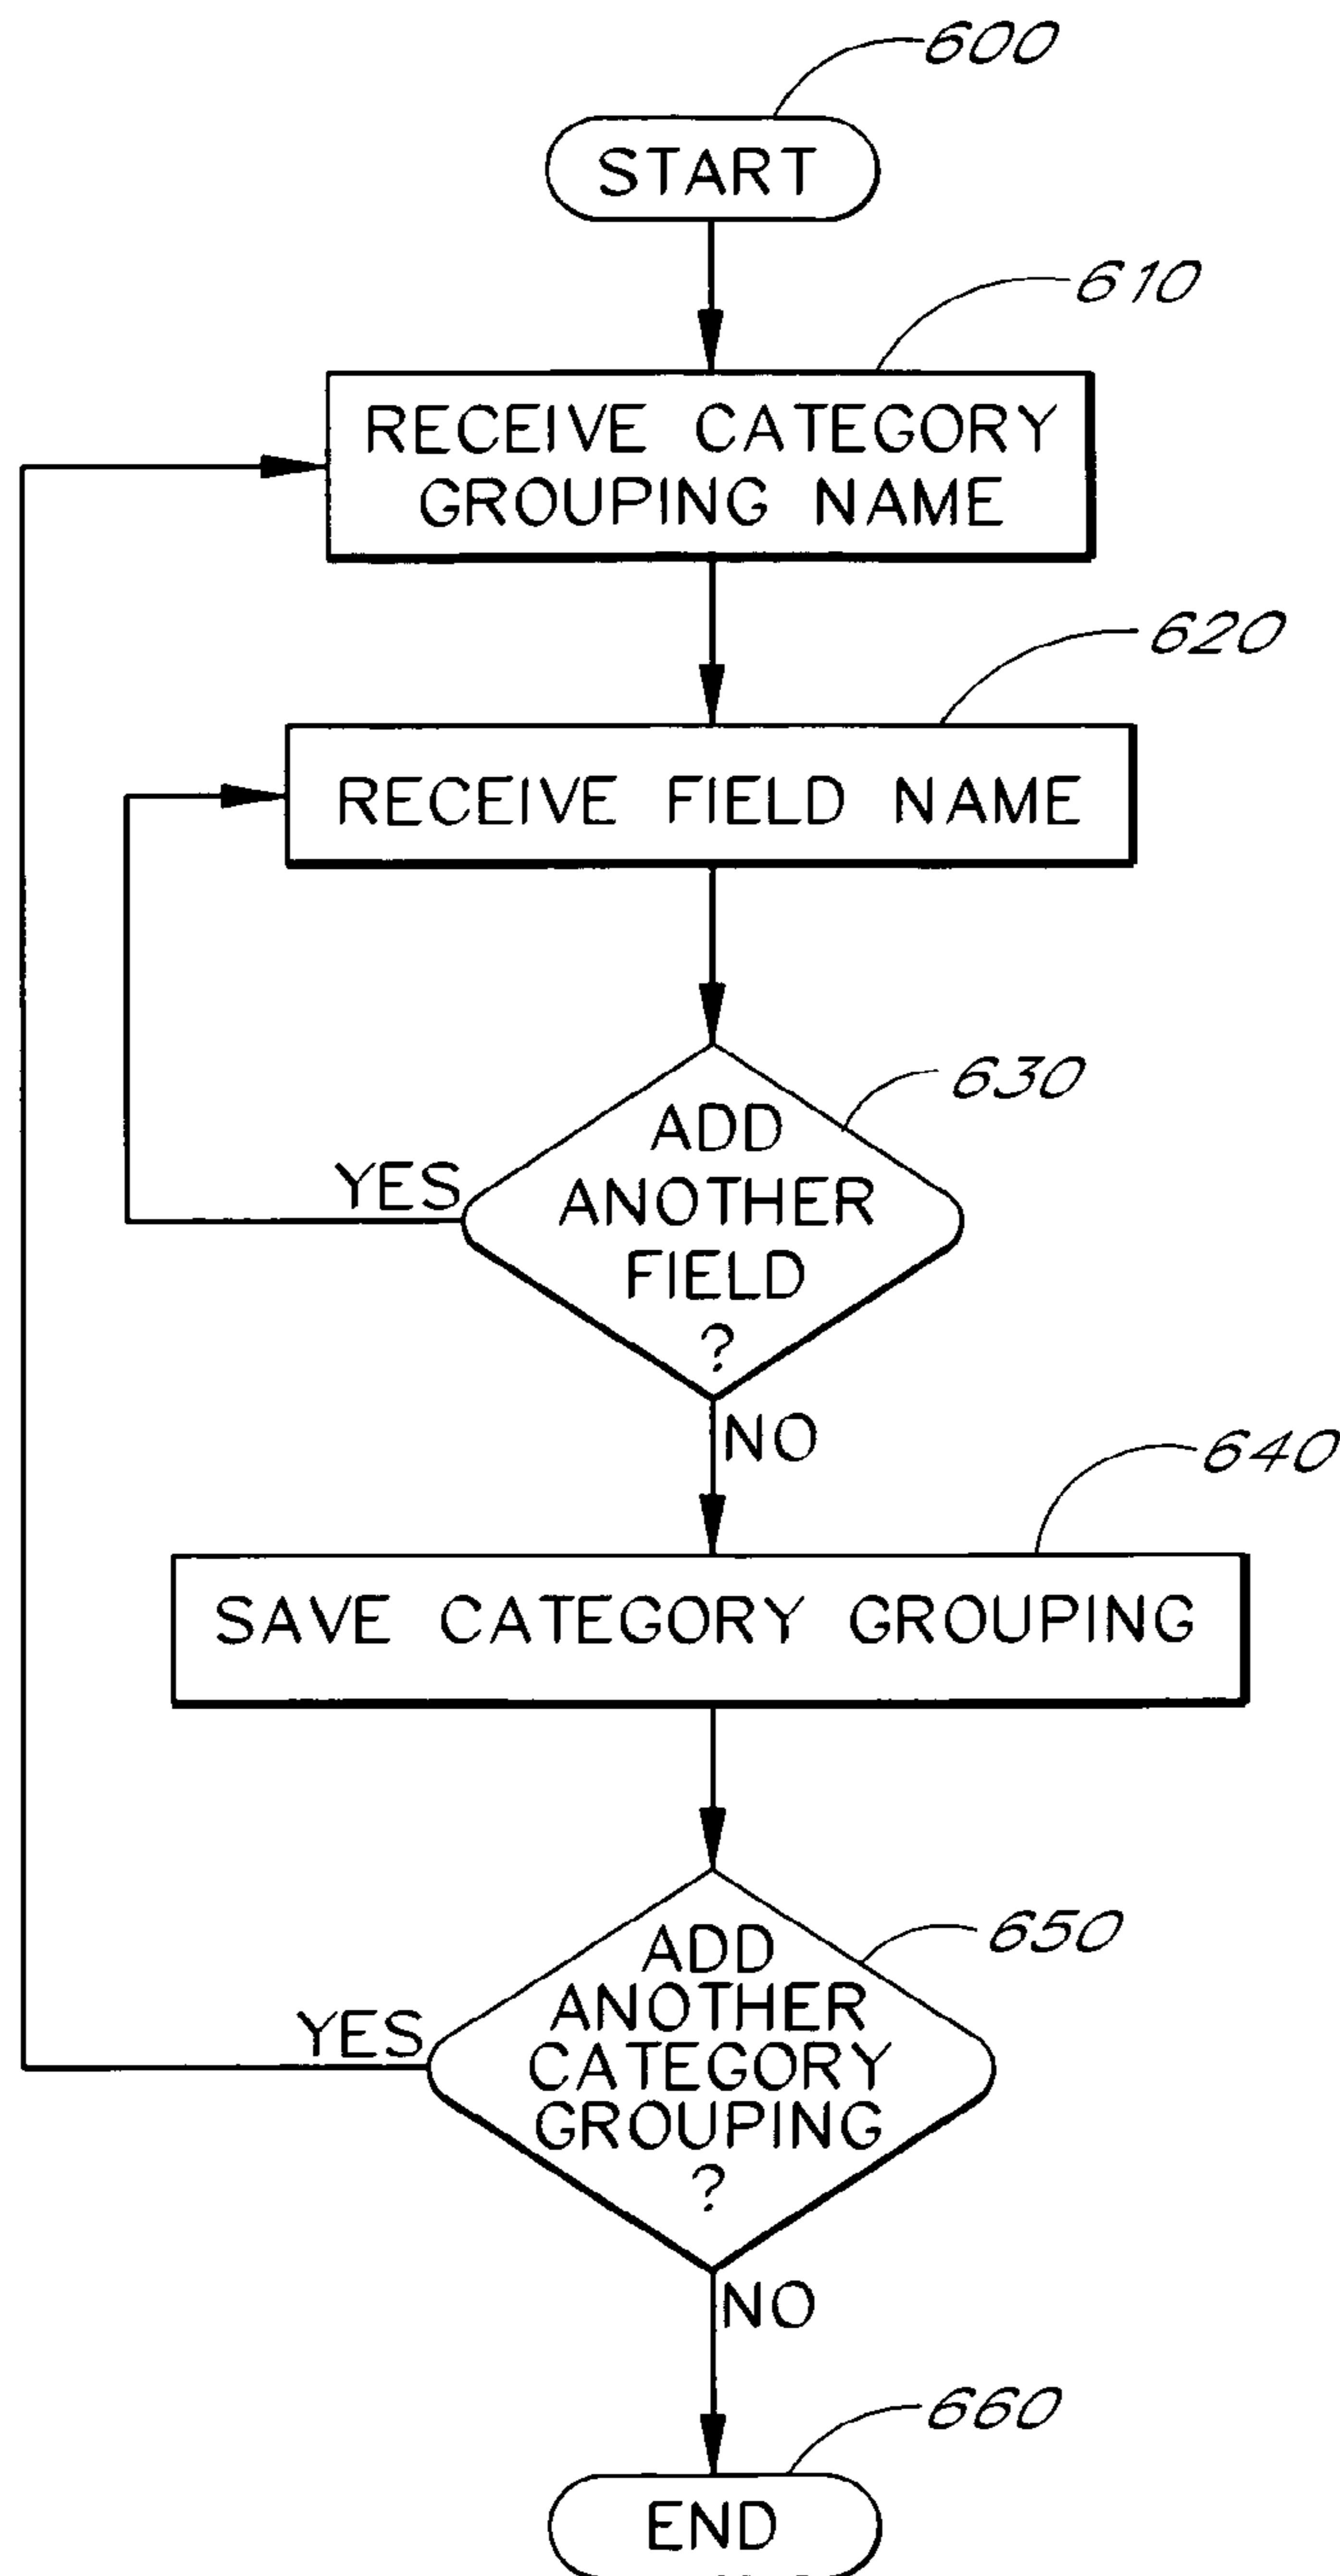 600
START
610
RECEIVE CATEGORY
GROUPING NAME
620
RECEIVE FIELD NAME
630
ADD
ANOTHER
FIELD
?
YES
NO
640
SAVE CATEGORY GROUPING
650
ADD
ANOTHER
CATEGORY
GROUPING
?
YES
NO
660
END